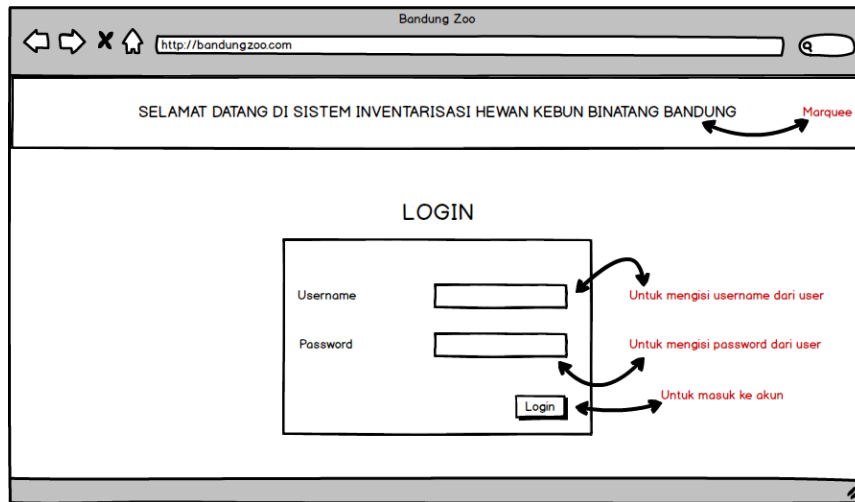 Bandung Zoo
http://bandungzoo.com
SELAMAT DATANG DI SISTEM INVENTARISASI HEWAN KEBUN BINATANG BANDUNG
Marquee
LOGIN
Username
Untuk mengisi username dari user
Password
Untuk mengisi password dari user
Untuk masuk ke akun
Login